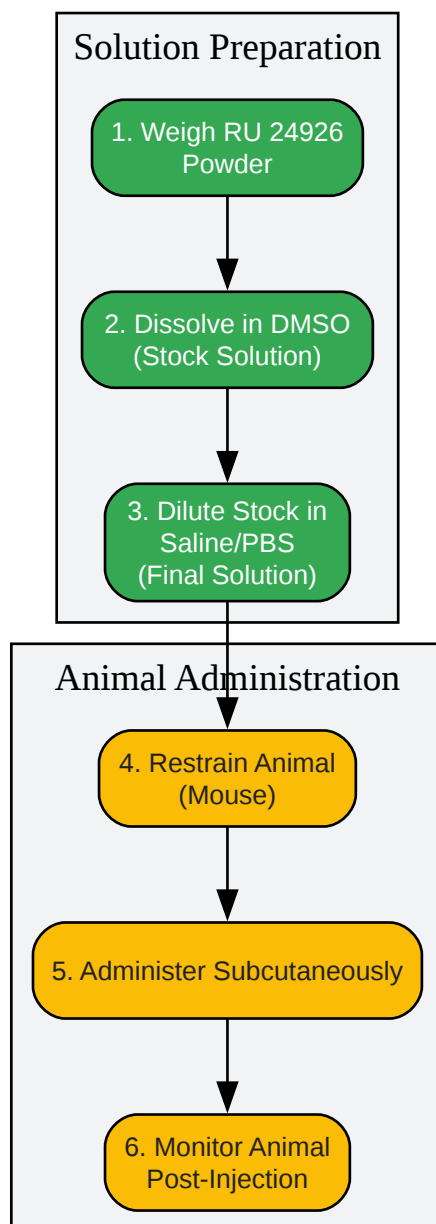 Solution Preparation
1. Weigh RU 24926
Powder
2. Dissolve in DMSO
(Stock Solution)
3. Dilute Stock in
Saline/PBS
(Final Solution)
Animal Administration
4. Restrain Animal
(Mouse)
5. Administer Subcutaneously
6. Monitor Animal
Post-Injection